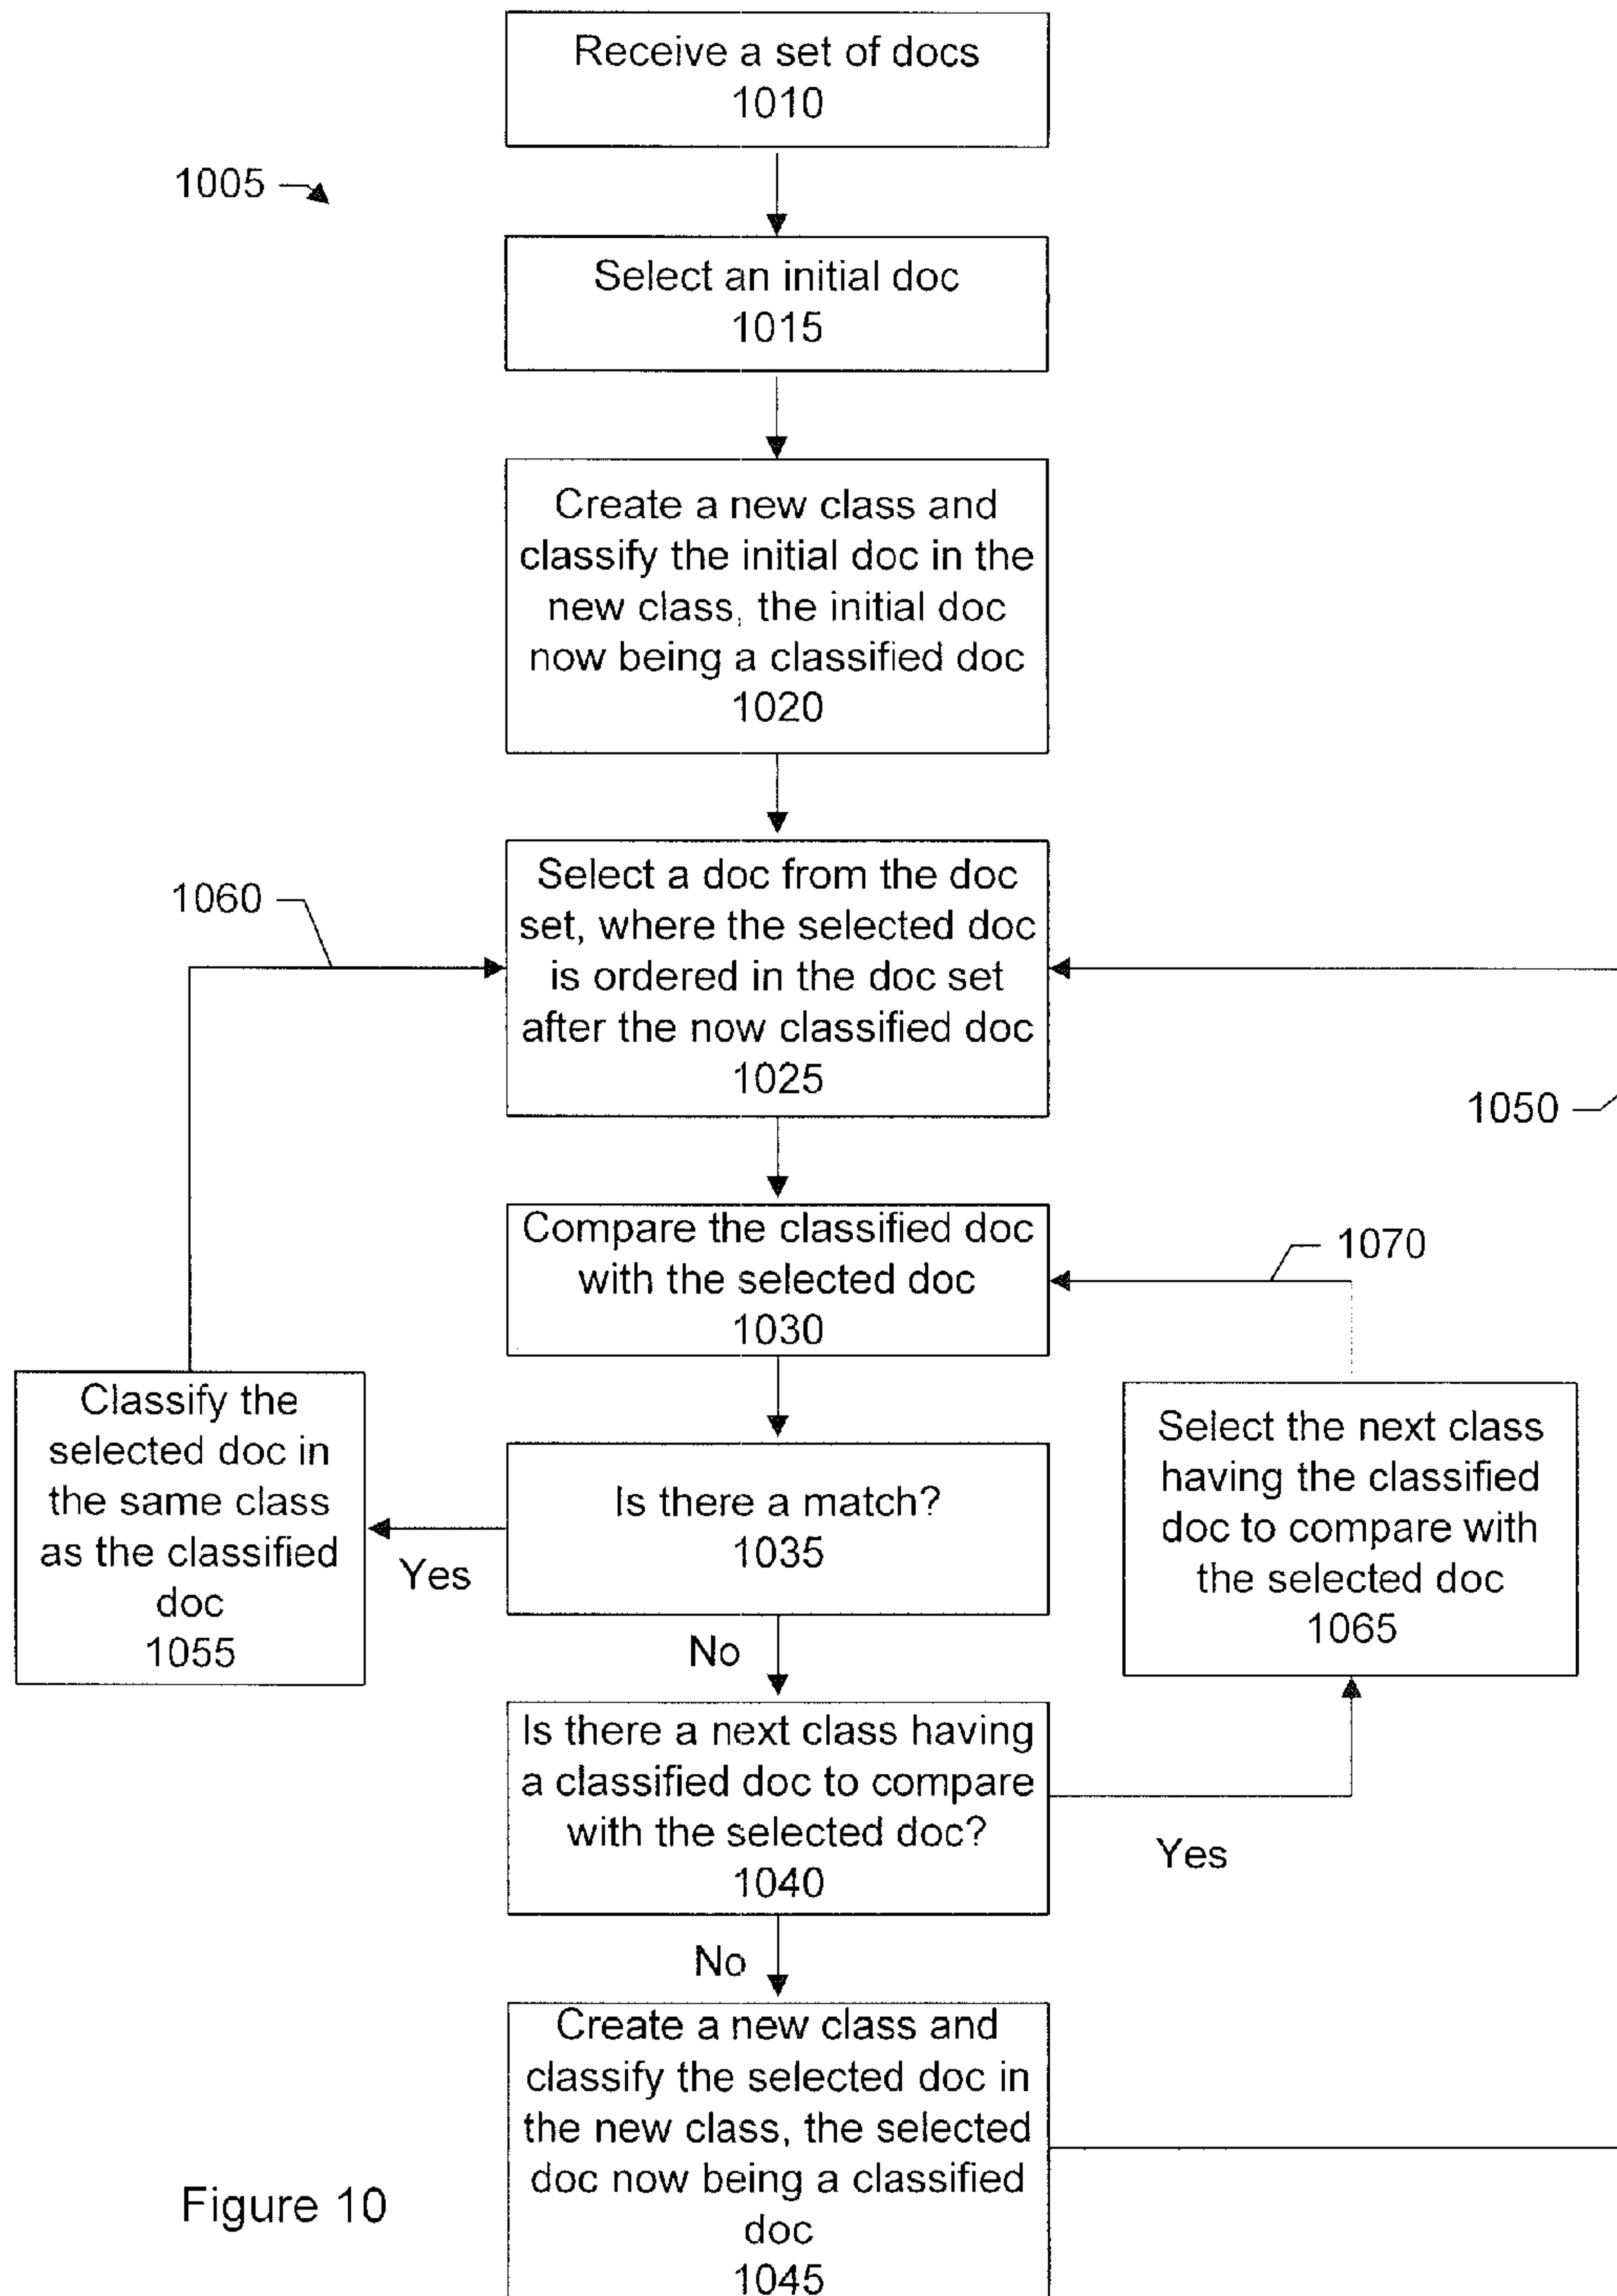 Receive a set of docs
1010
1005
Select an initial doc
1015
Create a new class and
classify the initial doc in the
new class, the initial doc
now being a classified doc
1020
1060
Select a doc from the doc
set, where the selected doc
is ordered in the doc set
after the now classified doc
1025
1050
Compare the classified doc
with the selected doc
1030
1070
Classify the
selected doc in
the same class
as the classified
doc
1055
Yes
Is there a match?
1035
Select the next class
having the classified
doc to compare with
the selected doc
1065
No
Is there a next class having
a classified doc to compare
with the selected doc?
1040
Yes
No
Create a new class and
classify the selected doc in
the new class, the selected
doc now being a classified
doc
1045
Figure 10